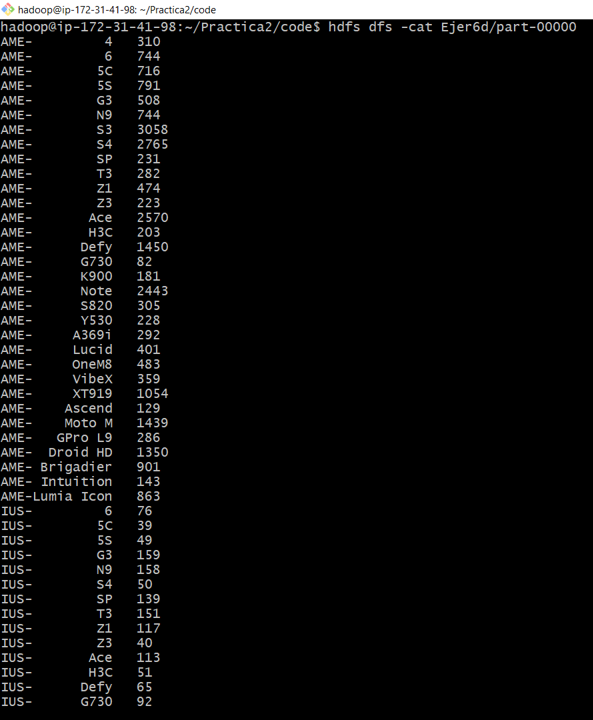 hadoop@ip-172-31-41-98: ~/Practica2/code
hadoop@ip-172-31-41-98:~/Practica2/code$ hdfs dfs -cat Ejer6d/part-00000
AME-         4   310
AME-         6   744
AME-        5C   716
AME-        5S   791
AME-        G3   508
AME-        N9   744
AME-        S3   3058
AME-        S4   2765
AME-        SP   231
AME-        T3   282
AME-        Z1   474
AME-        Z3   223
AME-       Ace   2570
AME-       H3C   203
AME-      Defy   1450
AME-      G730   82
AME-      K900   181
AME-      Note   2443
AME-      S820   305
AME-      Y530   228
AME-     A369i   292
AME-     Lucid   401
AME-     OneM8   483
AME-     VibeX   359
AME-     XT919   1054
AME-    Ascend   129
AME-    Moto M   1439
AME-   GPro L9   286
AME-  Droid HD   1350
AME- Brigadier   901
AME- Intuition   143
AME-Lumia Icon   863
IUS-         6   76
IUS-        5C   39
IUS-        5S   49
IUS-        G3   159
IUS-        N9   158
IUS-        S4   50
IUS-        SP   139
IUS-        T3   151
IUS-        Z1   117
IUS-        Z3   40
IUS-       Ace   113
IUS-       H3C   51
IUS-      Defy   65
IUS-      G730   92